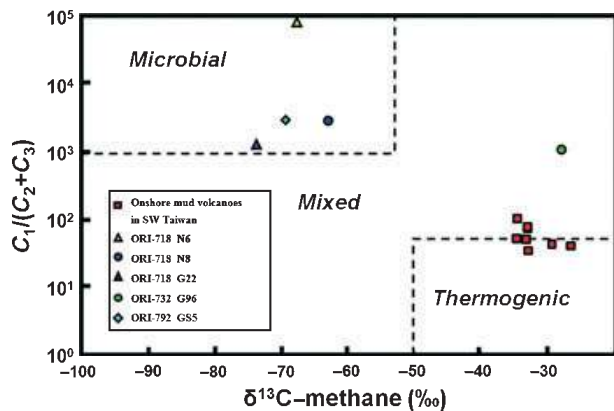 10⁵
Microbial
10⁴
10³
Mixed
10²
10¹
10⁰
C₁/(C₂+C₃)
Onshore mud volcanoes
in SW Taiwan
ORI-718 N6
ORI-718 N8
ORI-718 G22
ORI-732 G96
ORI-792 GS5
Thermogenic
–100 –90 –80 –70 –60 –50 –40 –30
δ¹³C–methane (‰)